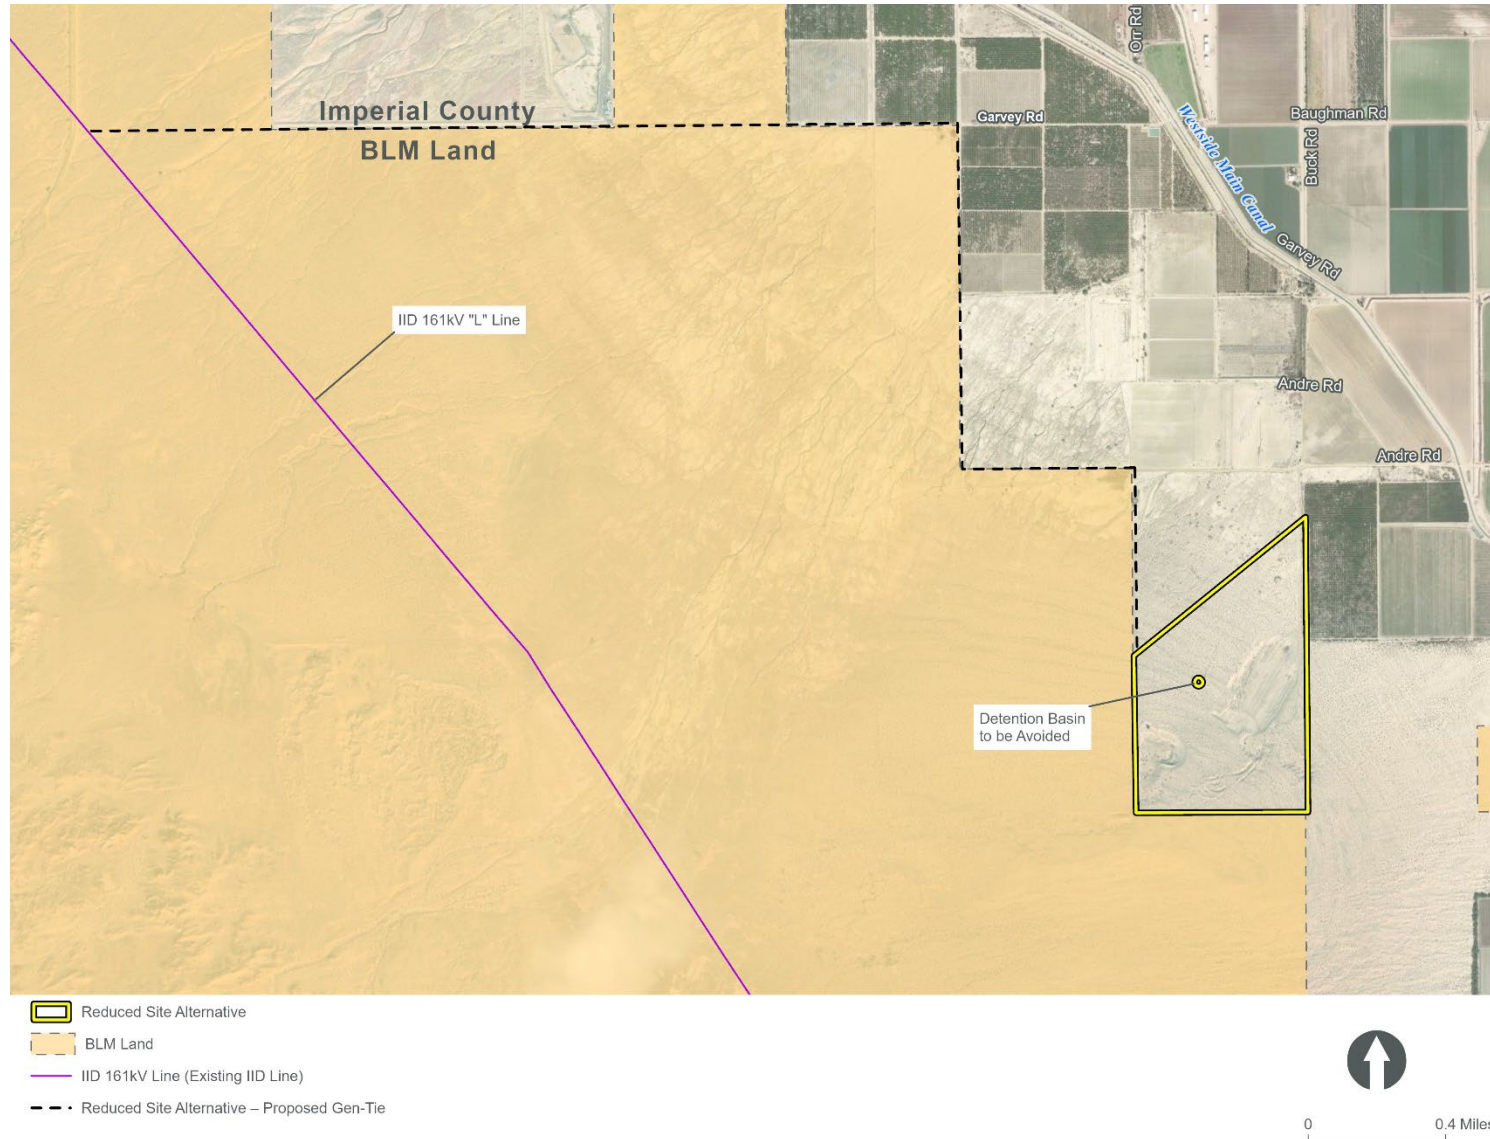 Orr Rd
Imperial County
BLM Land
Garvey Rd
Westside Main Canal
Baughman Rd
Buck Rd
Garvey Rd
IID 161kV "L" Line
Andre Rd
Andre Rd
Detention Basin
to be Avoided
Reduced Site Alternative
BLM Land
IID 161kV Line (Existing IID Line)
Reduced Site Alternative – Proposed Gen-Tie
0 0.4 Miles